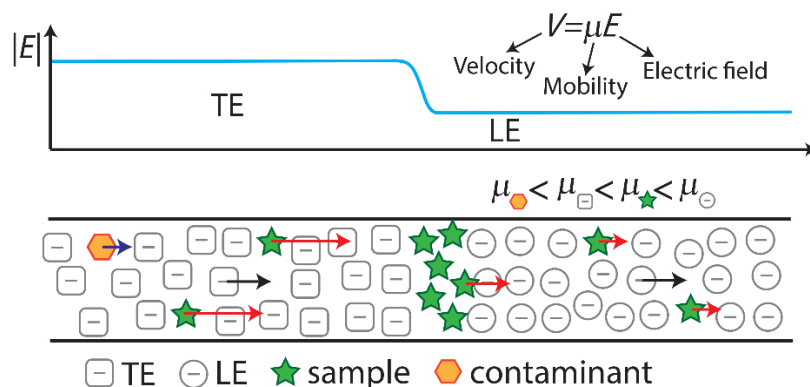 |E|
V=μE
Velocity
Mobility
Electric field
TE
LE
μ < μ < μ < μ
TE LE sample contaminant